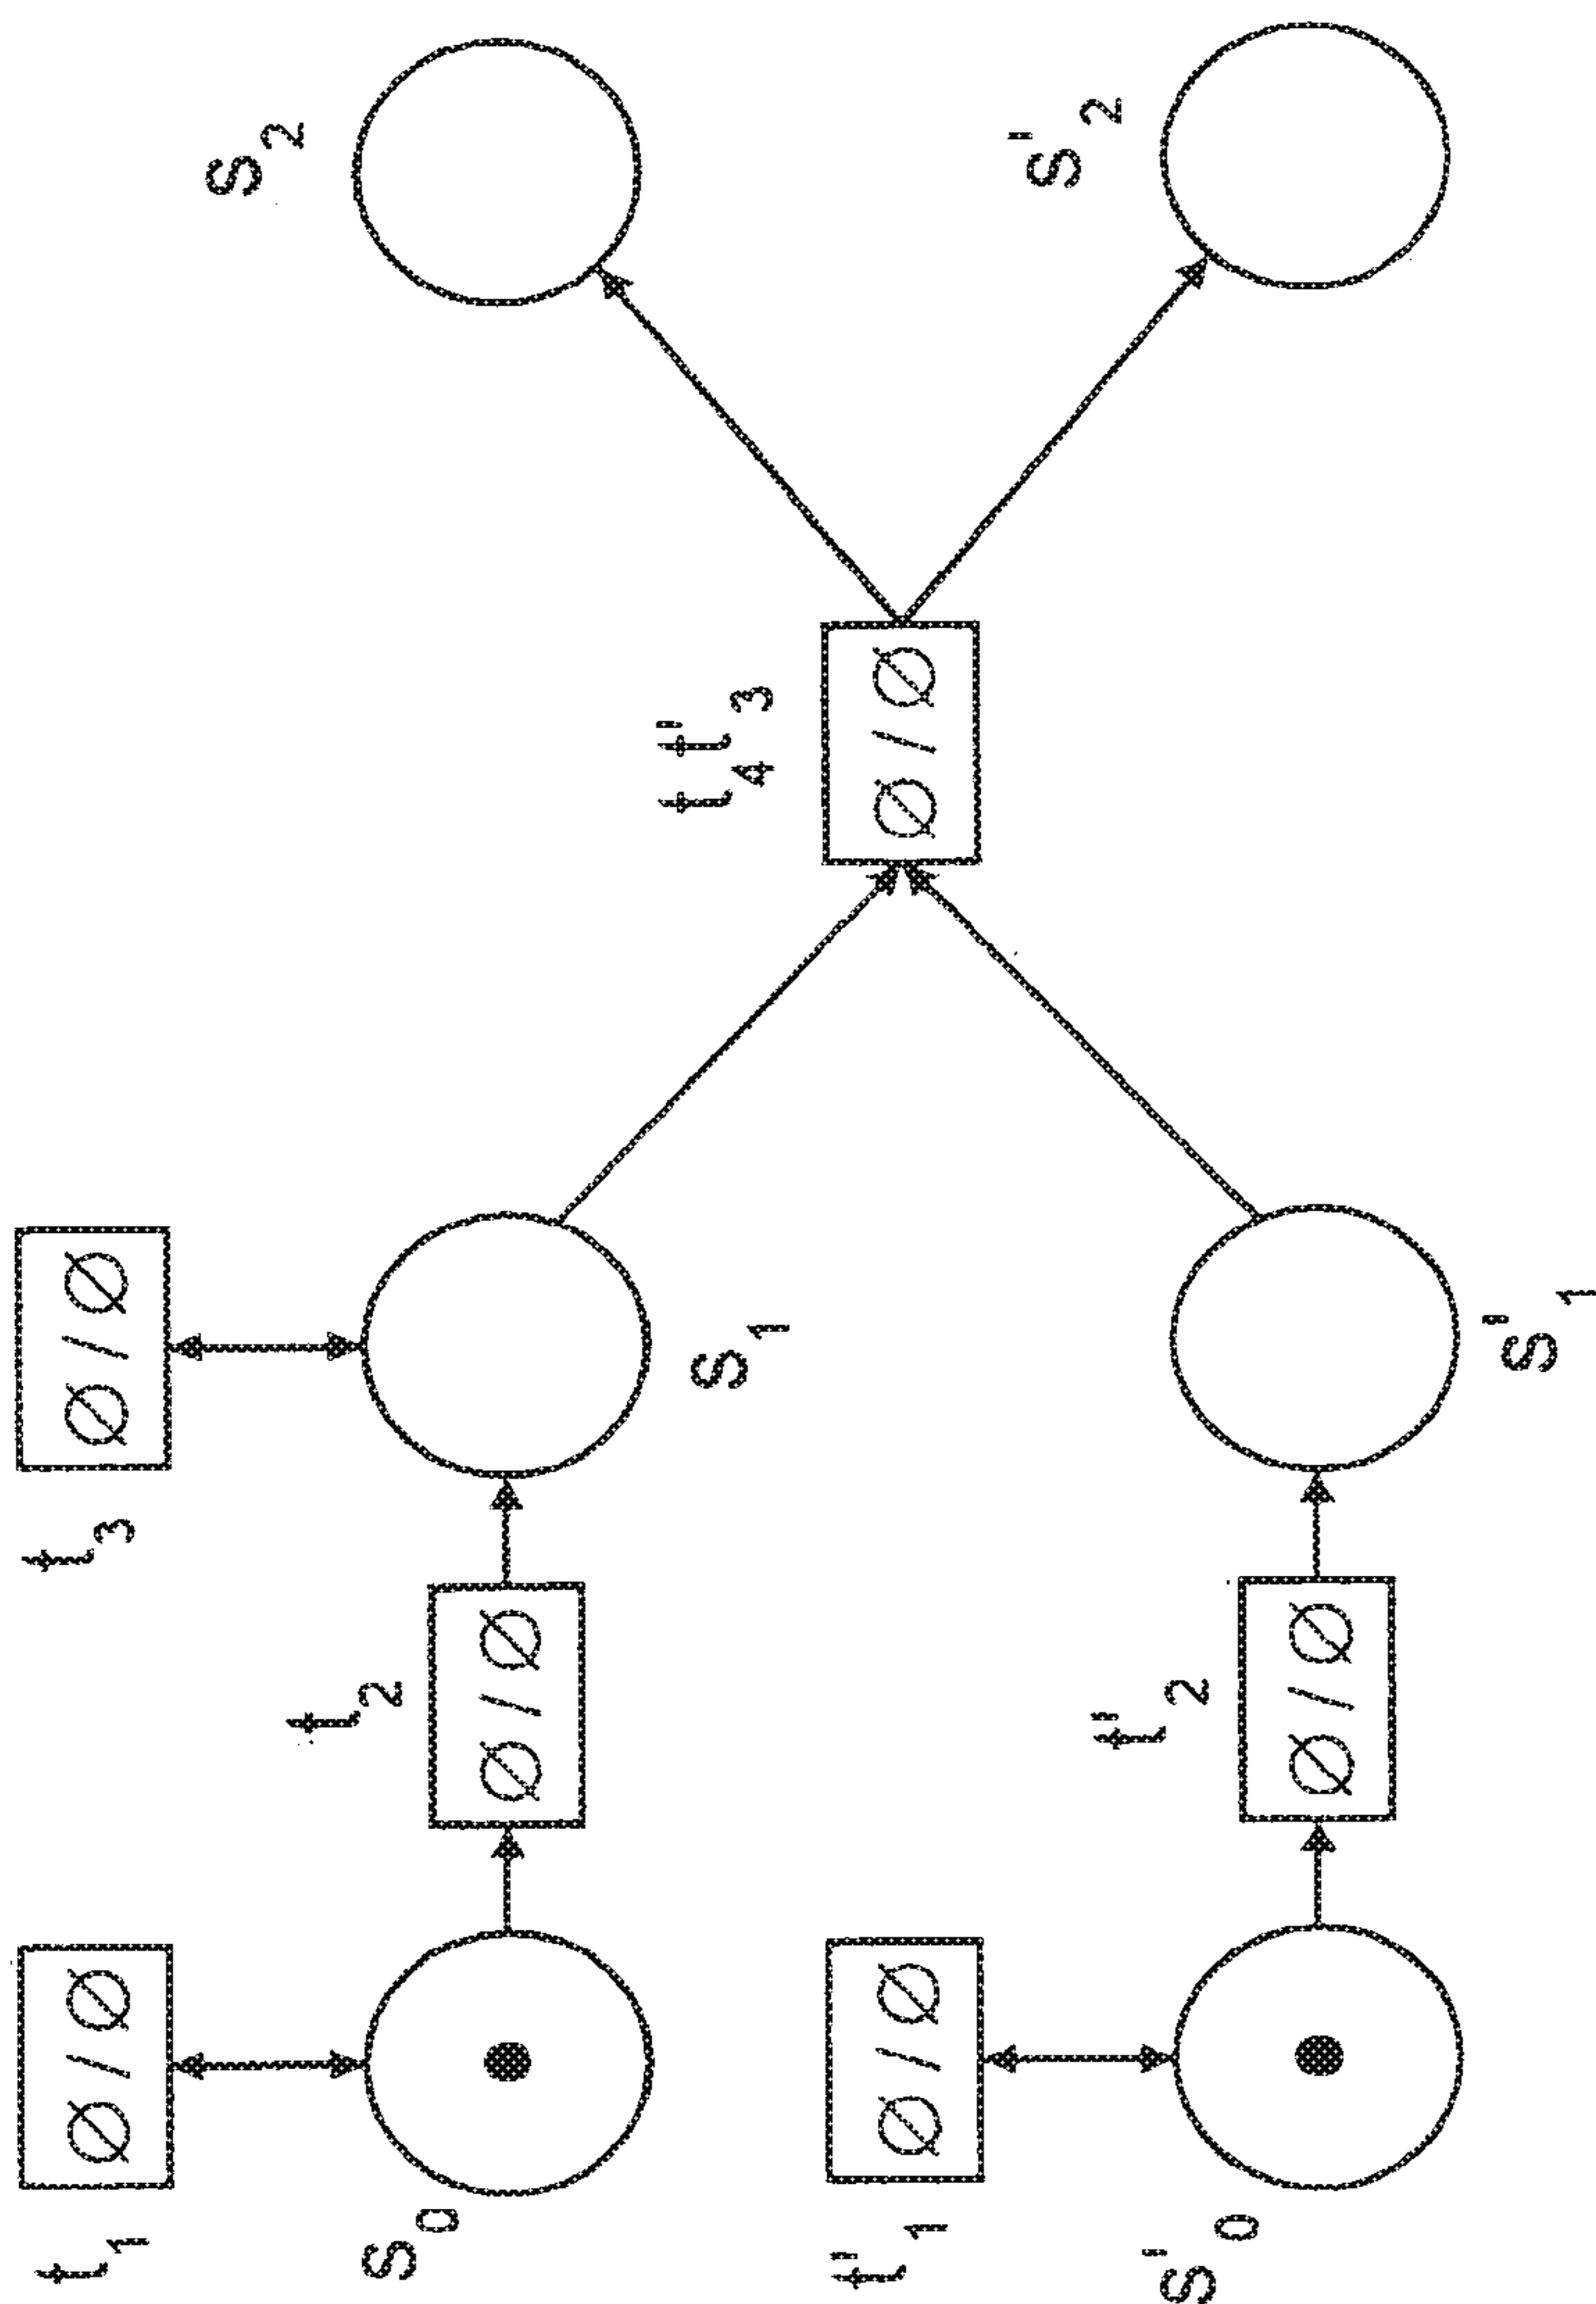 t₁
Ø / Ø
S₀
t₂
Ø / Ø
t₃
Ø / Ø
S₁
t₄t'₃
Ø / Ø
S₂
t'₁
Ø / Ø
S'₀
t'₂
Ø / Ø
S'₁
S'₂